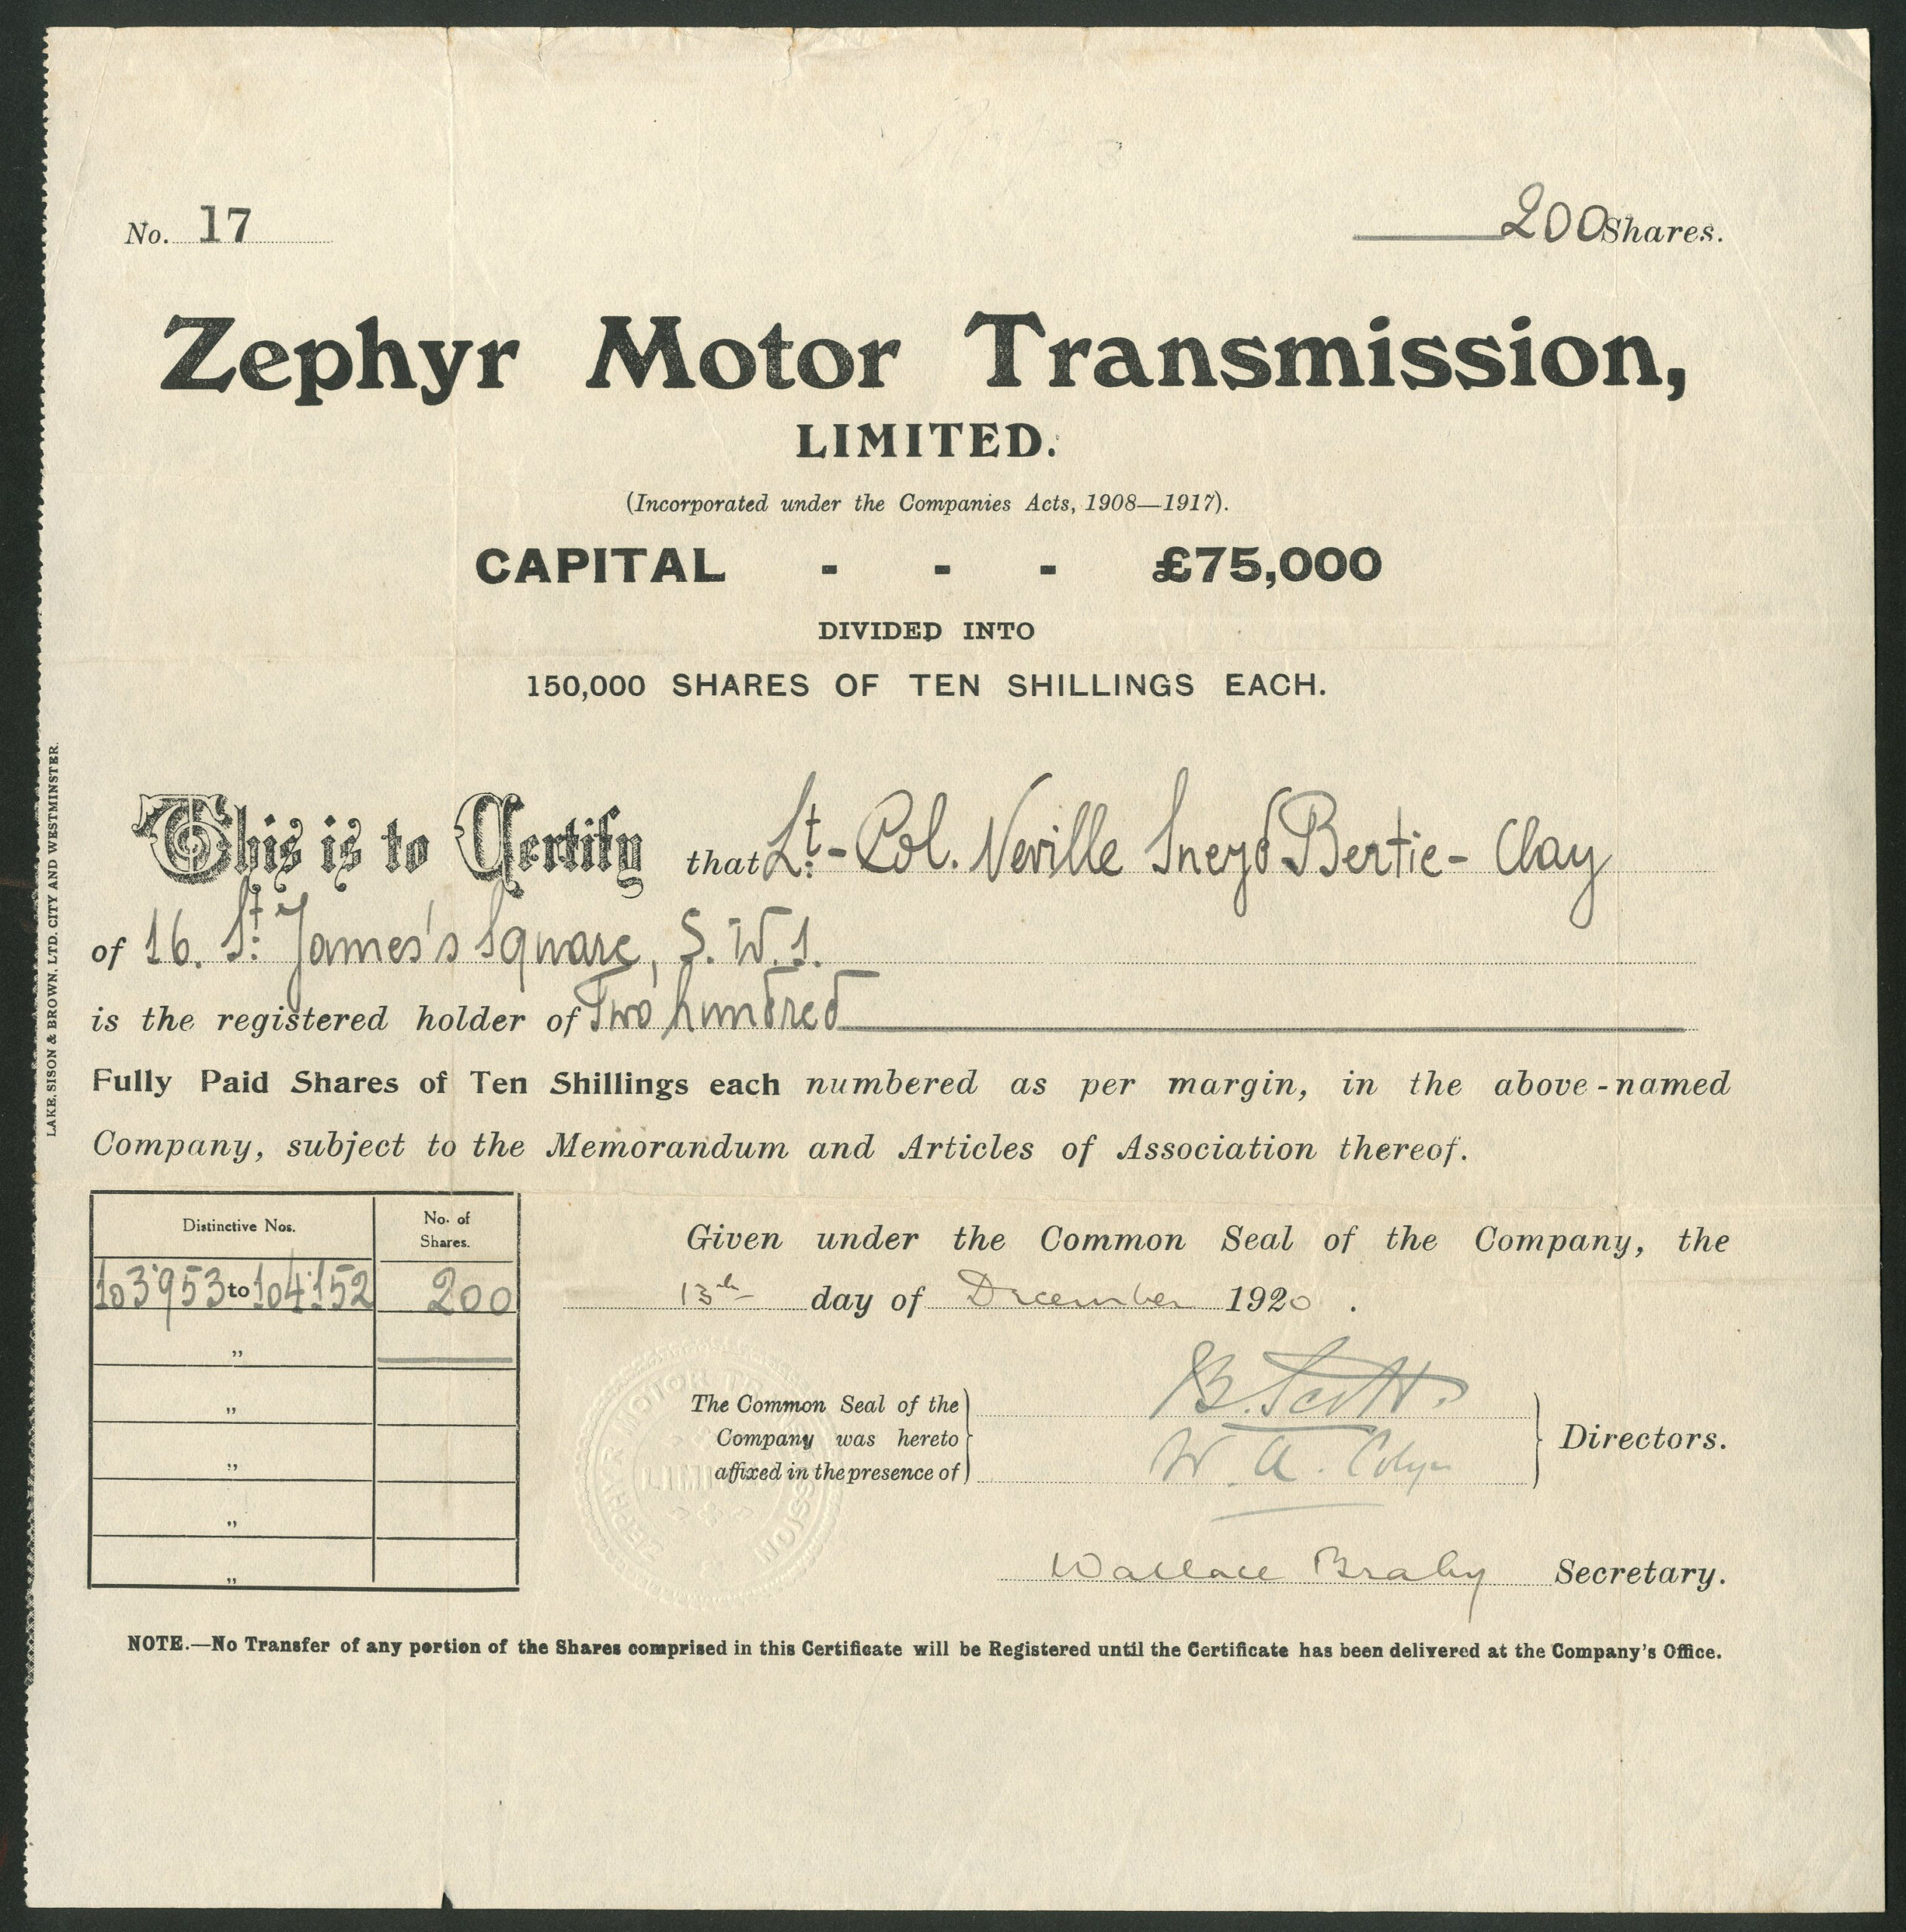 No. 17
200 Shares.
Zephyr Motor Transmission,
LIMITED.
(Incorporated under the Companies Acts, 1908—1917).
CAPITAL - - - £75,000
DIVIDED INTO
150,000 SHARES OF TEN SHILLINGS EACH.
This is to Certify that Lt.-Col. Neville Sneyd Bertie-Clay
of 16. St. James's Square, S.W.1.
is the registered holder of Two hundred
Fully Paid Shares of Ten Shillings each numbered as per margin, in the above-named
Company, subject to the Memorandum and Articles of Association thereof.
Distinctive Nos. No. of Shares.
103953 to 104152 200
"
"
"
"
"
Given under the Common Seal of the Company, the
13th day of December 1920.
The Common Seal of the
Company was hereto
affixed in the presence of
B. Scott.
W. A.
Directors.
Wallace Braby Secretary.
ZEPHYR MOTOR TRANSMISSION
LIMITED
NOTE.—No Transfer of any portion of the Shares comprised in this Certificate will be Registered until the Certificate has been delivered at the Company's Office.
LAKE, SISON & BROWN, LTD. CITY AND WESTMINSTER.